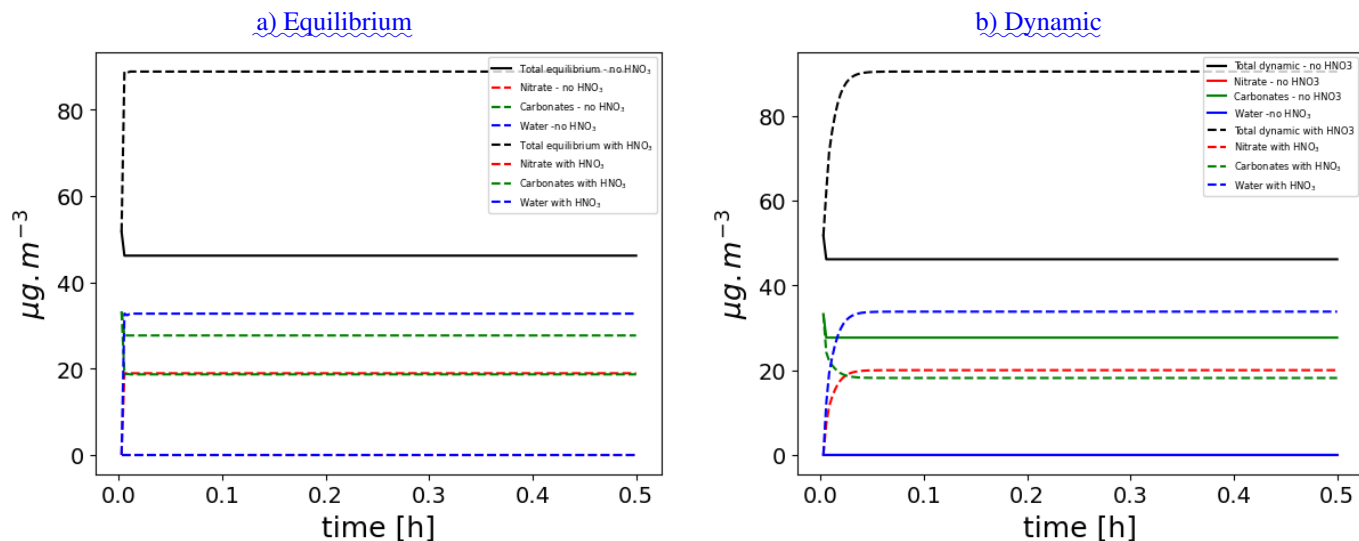 a) Equilibrium
b) Dynamic
Total equilibrium - no HNO₃
Nitrate - no HNO₃
Carbonates - no HNO₃
Water -no HNO₃
Total equilibrium with HNO₃
Nitrate with HNO₃
Carbonates with HNO₃
Water with HNO₃
80
60
40
20
0
µg.m⁻³
0.0 0.1 0.2 0.3 0.4 0.5
time [h]
Total dynamic - no HNO3
Nitrate - no HNO3
Carbonates - no HNO3
Water -no HNO₃
Total dynamic with HNO3
Nitrate with HNO₃
Carbonates with HNO₃
Water with HNO₃
80
60
40
20
0
µg.m⁻³
0.0 0.1 0.2 0.3 0.4 0.5
time [h]